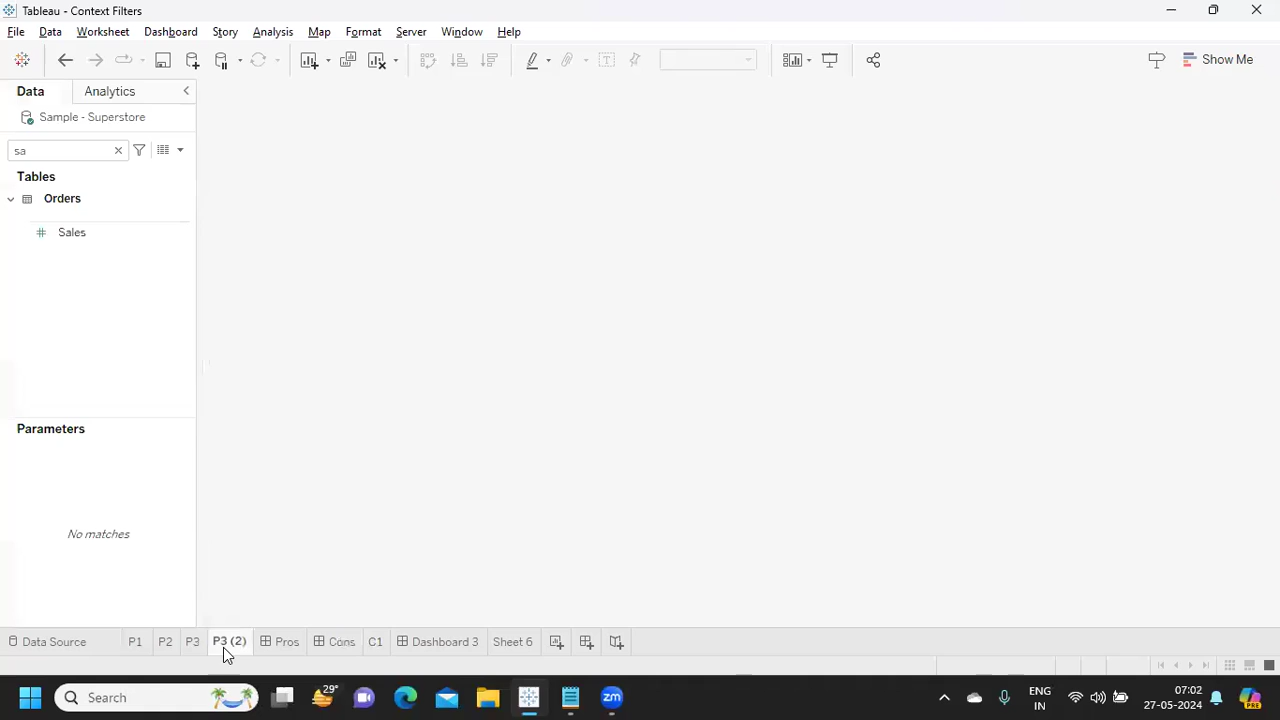 Tableau - Context Filters
File Data Worksheet Dashboard Story Analysis Map Format Server Window Help
Show Me
Data Analytics
Sample - Superstore
sa
Tables
Orders
Sales
Parameters
No matches
Data Source P1 P2 P3 P3 (2) Pros Cons C1 Dashboard 3 Sheet 6
Search 29° zm ENG IN 07:02 27-05-2024 PRE